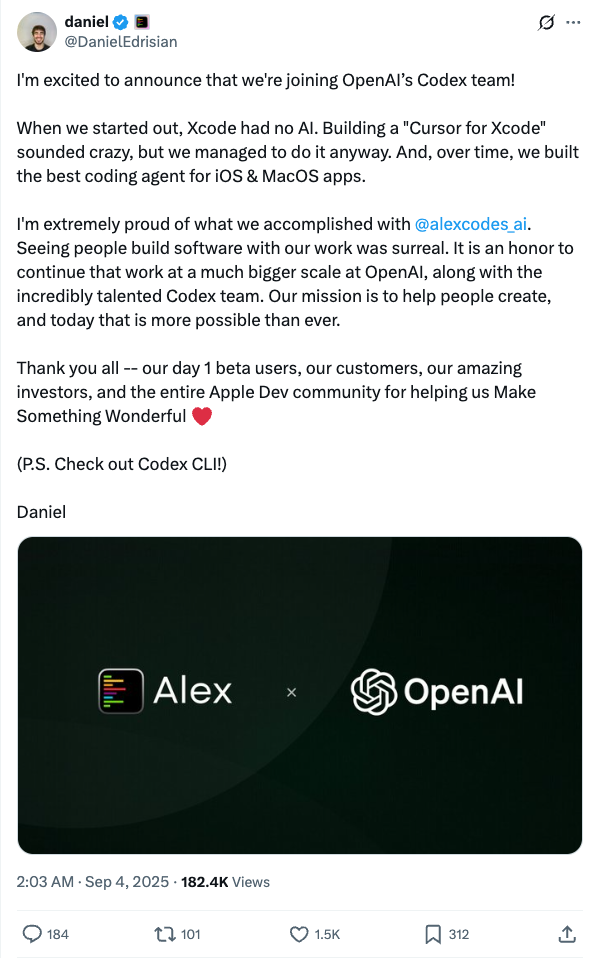 daniel
@DanielEdrisian
I'm excited to announce that we're joining OpenAI’s Codex team!
When we started out, Xcode had no AI. Building a "Cursor for Xcode"
sounded crazy, but we managed to do it anyway. And, over time, we built
the best coding agent for iOS & MacOS apps.
I'm extremely proud of what we accomplished with @alexcodes_ai.
Seeing people build software with our work was surreal. It is an honor to
continue that work at a much bigger scale at OpenAI, along with the
incredibly talented Codex team. Our mission is to help people create,
and today that is more possible than ever.
Thank you all -- our day 1 beta users, our customers, our amazing
investors, and the entire Apple Dev community for helping us Make
Something Wonderful ❤️
(P.S. Check out Codex CLI!)
Daniel
Alex × OpenAI
2:03 AM · Sep 4, 2025 · 182.4K Views
184 101 1.5K 312